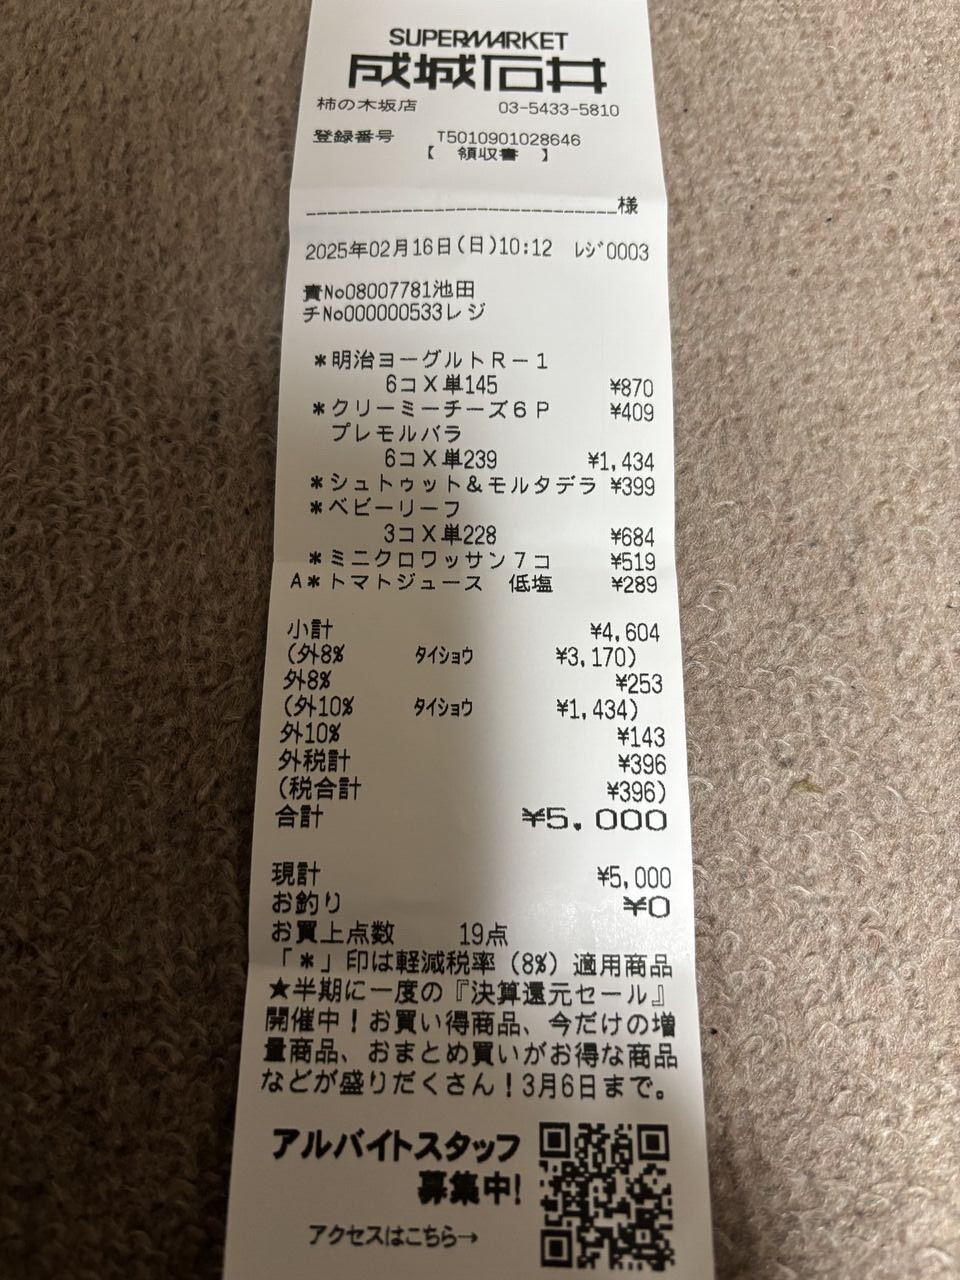 SUPERMARKET
成城石井
柿の木坂店 03-5433-5810
登録番号 T5010901028646
【 領収書 】
様
2025年02月16日(日)10:12 レジ0003
責No08007781池田
チNo000000533レジ
*明治ヨーグルトR-1
6コX単145 ¥870
*クリーミーチーズ6P ¥409
プレモルバラ
6コX単239 ¥1,434
*シュトゥット&モルタデラ ¥399
*ベビーリーフ
3コX単228 ¥684
*ミニクロワッサン7コ ¥519
A*トマトジュース 低塩 ¥289
小計 ¥4,604
(外8% タイショウ ¥3,170)
外8% ¥253
(外10% タイショウ ¥1,434)
外10% ¥143
外税計 ¥396
(税合計 ¥396)
合計 ¥5,000
現計 ¥5,000
お釣り ¥0
お買上点数 19点
「*」印は軽減税率(8%)適用商品
★半期に一度の『決算還元セール』
開催中!お買い得商品、今だけの増
量商品、おまとめ買いがお得な商品
などが盛りだくさん!3月6日まで。
アルバイトスタッフ
募集中!
アクセスはこちら→